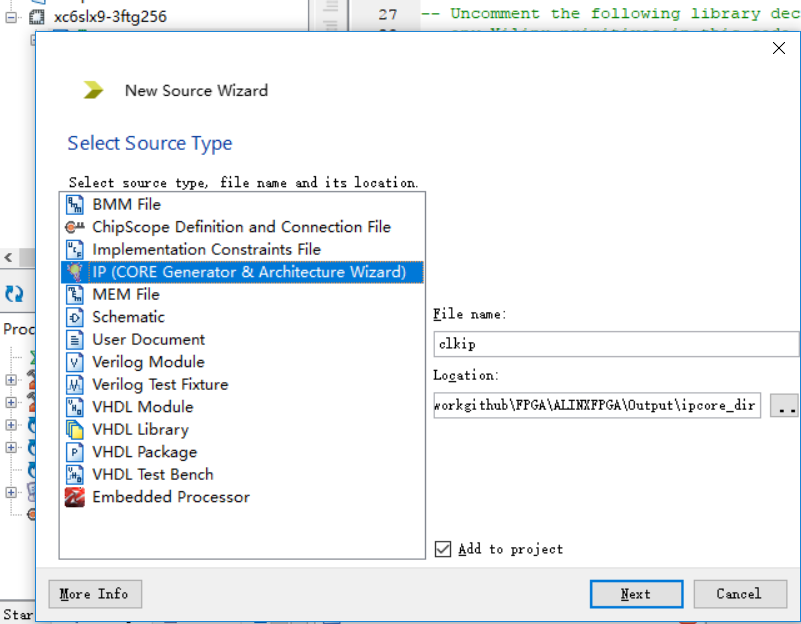 xc6slx9-3ftg256
27 -- Uncomment the following library dec
New Source Wizard
Select Source Type
Select source type, file name and its location.
BMM File
ChipScope Definition and Connection File
Implementation Constraints File
IP (CORE Generator & Architecture Wizard)
MEM File
Schematic
User Document
Verilog Module
Verilog Test Fixture
VHDL Module
VHDL Library
VHDL Package
VHDL Test Bench
Embedded Processor
File name:
clkip
Location:
workgithub\FPGA\ALINXFPGA\Output\ipcore_dir
..
Add to project
More Info
Next
Cancel
Proc
Star